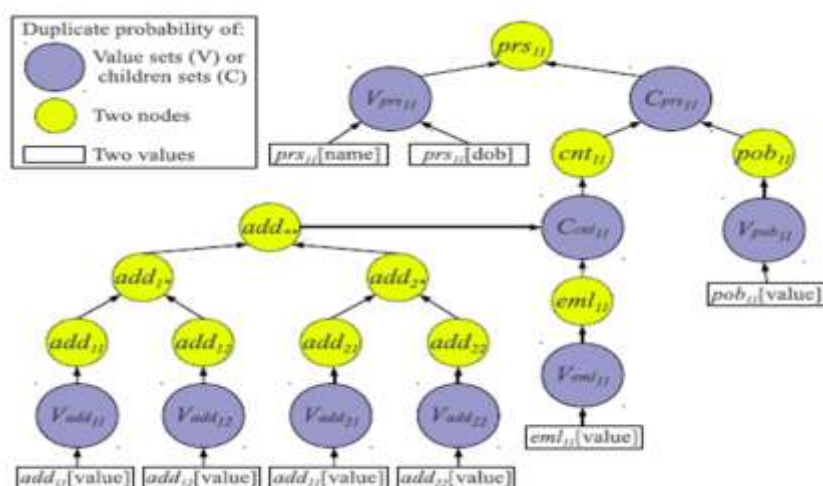 Duplicate probability of:
Value sets (V) or
children sets (C)
Two nodes
Two values
prs₁₁
Vprs₁₁
Cprs₁₁
prs₁₁[name]
prs₁₁[dob]
cnt₁₁
pob₁₁
add**
Ccnt₁₁
Vpob₁₁
add₁*
add₂*
pob₁₁[value]
eml₁₁
add₁₁
add₁₂
add₂₁
add₂₂
Veml₁₁
Vadd₁₁
Vadd₁₂
Vadd₂₁
Vadd₂₂
eml₁₁[value]
add₁₁[value]
add₁₂[value]
add₂₁[value]
add₂₂[value]